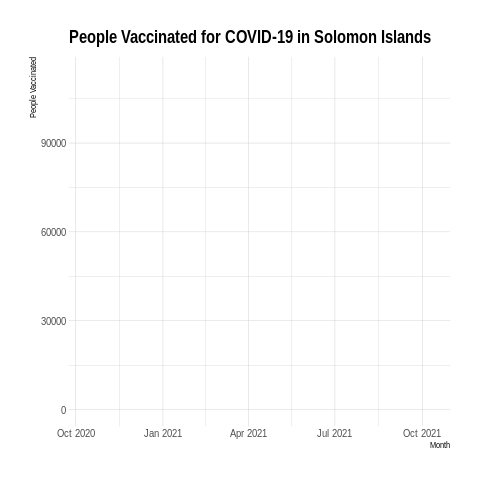 People Vaccinated for COVID-19 in Solomon Islands
People Vaccinated
90000
60000
30000
0
Oct 2020 Jan 2021 Apr 2021 Jul 2021 Oct 2021
Month